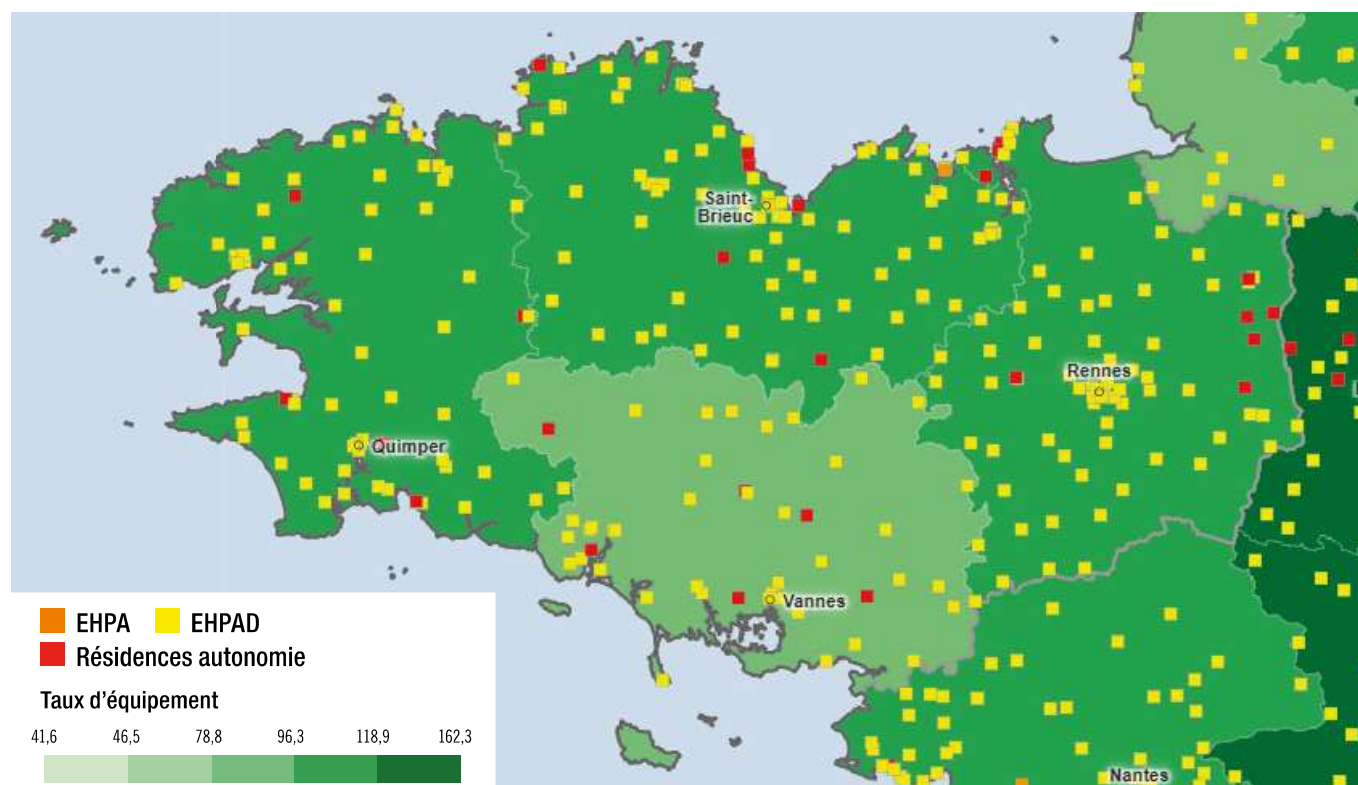 Saint-
Brieuc
Rennes
Quimper
Vannes
Nantes
EHPA EHPAD
Résidences autonomie
Taux d'équipement
41,6 46,5 78,8 96,3 118,9 162,3